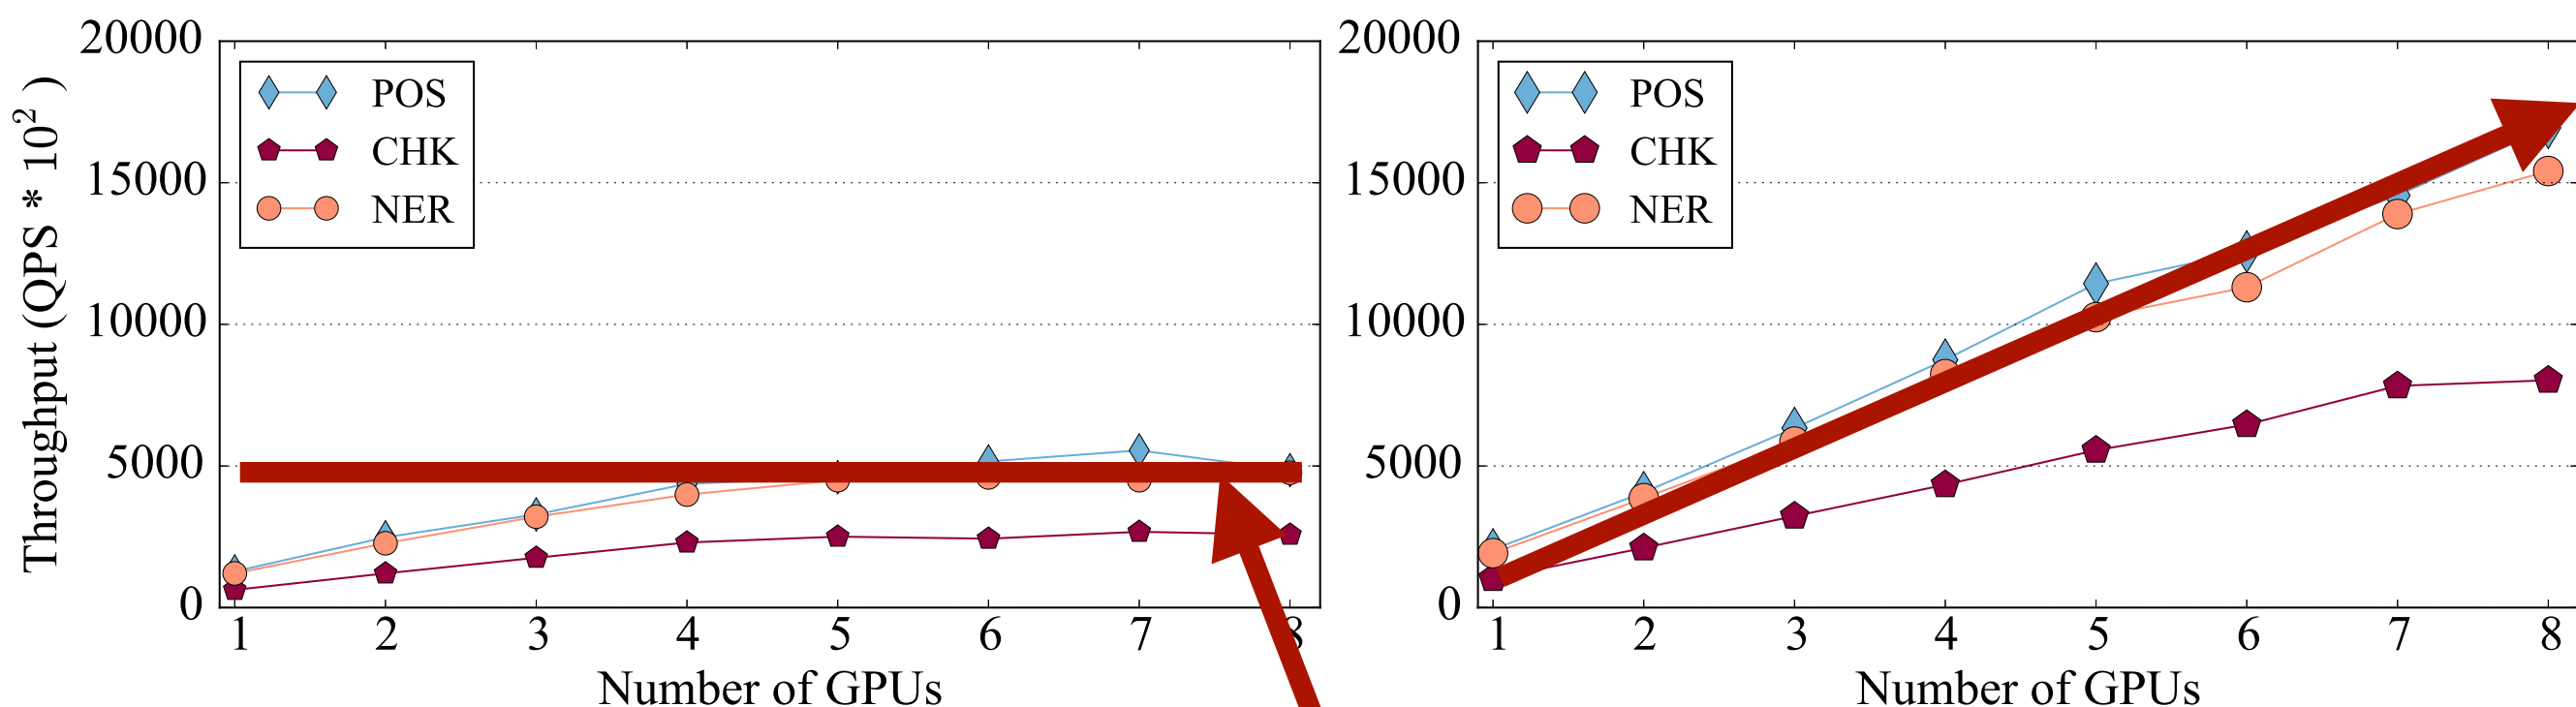 Throughput (QPS * 10² )
20000
15000
10000
5000
0
POS
CHK
NER
1 2 3 4 5 6 7 8
Number of GPUs
20000
15000
10000
5000
0
POS
CHK
NER
1 2 3 4 5 6 7 8
Number of GPUs